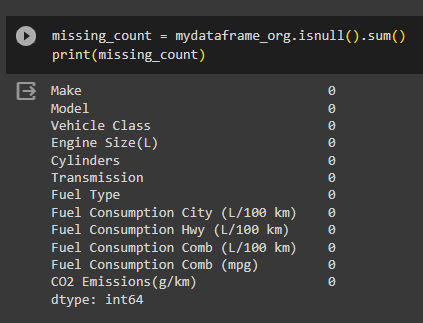 missing_count = mydataframe_org.isnull().sum()
print(missing_count)
Make 0
Model 0
Vehicle Class 0
Engine Size(L) 0
Cylinders 0
Transmission 0
Fuel Type 0
Fuel Consumption City (L/100 km) 0
Fuel Consumption Hwy (L/100 km) 0
Fuel Consumption Comb (L/100 km) 0
Fuel Consumption Comb (mpg) 0
CO2 Emissions(g/km) 0
dtype: int64